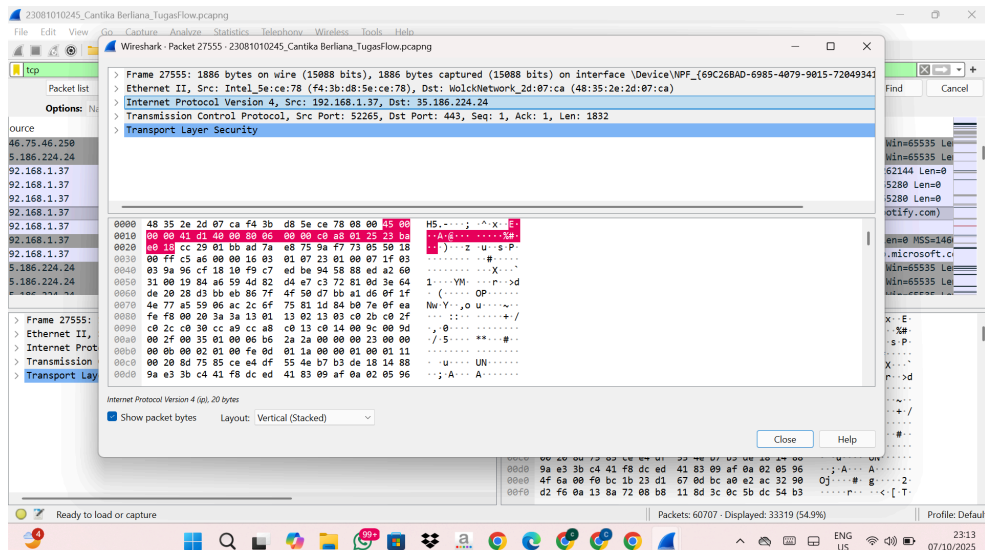 23081010245_Cantika Berliana_TugasFlow.pcapng
File Edit View Go Capture Analyze Statistics Telephony Wireless Tools Help
tcp
Packet list
Find Cancel
Options:
ource
46.75.46.250
5.186.224.24
92.168.1.37
92.168.1.37
92.168.1.37
92.168.1.37
92.168.1.37
92.168.1.37
92.168.1.37
5.186.224.24
5.186.224.24
Win=65535 Le
Win=65535 Le
62144 Len=0
5280 Len=0
5280 Len=0
otify.com)
en=0 MSS=146
.microsoft.co
Win=65535 Le
Win=65535 Le
Wireshark · Packet 27555 · 23081010245_Cantika Berliana_TugasFlow.pcapng
> Frame 27555: 1886 bytes on wire (15088 bits), 1886 bytes captured (15088 bits) on interface \Device\NPF_{69C26BAD-6985-4079-9015-72049341
> Ethernet II, Src: Intel_5e:ce:78 (f4:3b:d8:5e:ce:78), Dst: WolckNetwork_2d:07:ca (48:35:2e:2d:07:ca)
> Internet Protocol Version 4, Src: 192.168.1.37, Dst: 35.186.224.24
> Transmission Control Protocol, Src Port: 52265, Dst Port: 443, Seq: 1, Ack: 1, Len: 1832
> Transport Layer Security
0000 48 35 2e 2d 07 ca f4 3b d8 5e ce 78 08 00 45 00 H5.-···; ·^·x··E·
0010 00 00 41 d1 40 00 80 06 00 00 c0 a8 01 25 23 ba ··A·@··· ·····%#·
0020 e0 18 cc 29 01 bb ad 7a e8 75 9a f7 73 05 50 18 ···)···z ·u··s·P·
0030 00 ff c5 a6 00 00 16 03 01 07 23 01 00 07 1f 03 ········ ··#·····
0040 03 9a 96 cf 18 10 f9 c7 ed be 94 58 88 ed a2 60 ········ ···X···`
0050 31 00 19 84 a6 59 4d 82 d4 e7 c3 72 81 0d 3e 64 1····YM· ···r··>d
0060 de 20 28 d3 bb eb 86 7f 4f 50 d7 bb a1 d6 0f 1f · (····· OP······
0070 4e 77 a5 59 06 ac 2c 6f 75 81 1d 84 b0 7e 0f ea Nw·Y··,o u····~··
0080 fe f8 00 20 3a 3a 13 01 13 02 13 03 c0 2b c0 2f ··· ::·· ·····+·/
0090 c0 2c c0 30 cc a9 cc a8 c0 13 c0 14 00 9c 00 9d ·,·0···· ········
00a0 00 2f 00 35 01 00 06 b6 2a 2a 00 00 00 23 00 00 ·/·5···· **···#··
00b0 00 0b 00 02 01 00 fe 0d 01 1a 00 00 01 00 01 11 ········ ········
00c0 00 20 8d 75 85 ce e4 df 55 4e b7 b3 de 18 14 88 · ·u···· UN······
00d0 9a e3 3b c4 41 f8 dc ed 41 83 09 af 0a 02 05 96 ··;·A··· A·······
Internet Protocol Version 4 (ip), 20 bytes
Show packet bytes Layout: Vertical (Stacked)
Close Help
> Frame 27555:
> Ethernet II,
> Internet Prot
> Transmission
> Transport Lay
00d0 9a e3 3b c4 41 f8 dc ed 41 83 09 af 0a 02 05 96 ··;·A··· A·······
00e0 4f 6a 00 f0 bc 1b 23 d1 67 0d bc a0 e2 ac 32 90 Oj····#· g·····2·
00f0 d2 f6 0a 13 8a 72 08 b8 11 8d 3c 0c 5b dc 54 b3 ·····r·· ··<·[·T·
Ready to load or capture
Packets: 60707 · Displayed: 33319 (54.9%)
Profile: Defaul
4
99+
ENG
US
23:13
07/10/2025